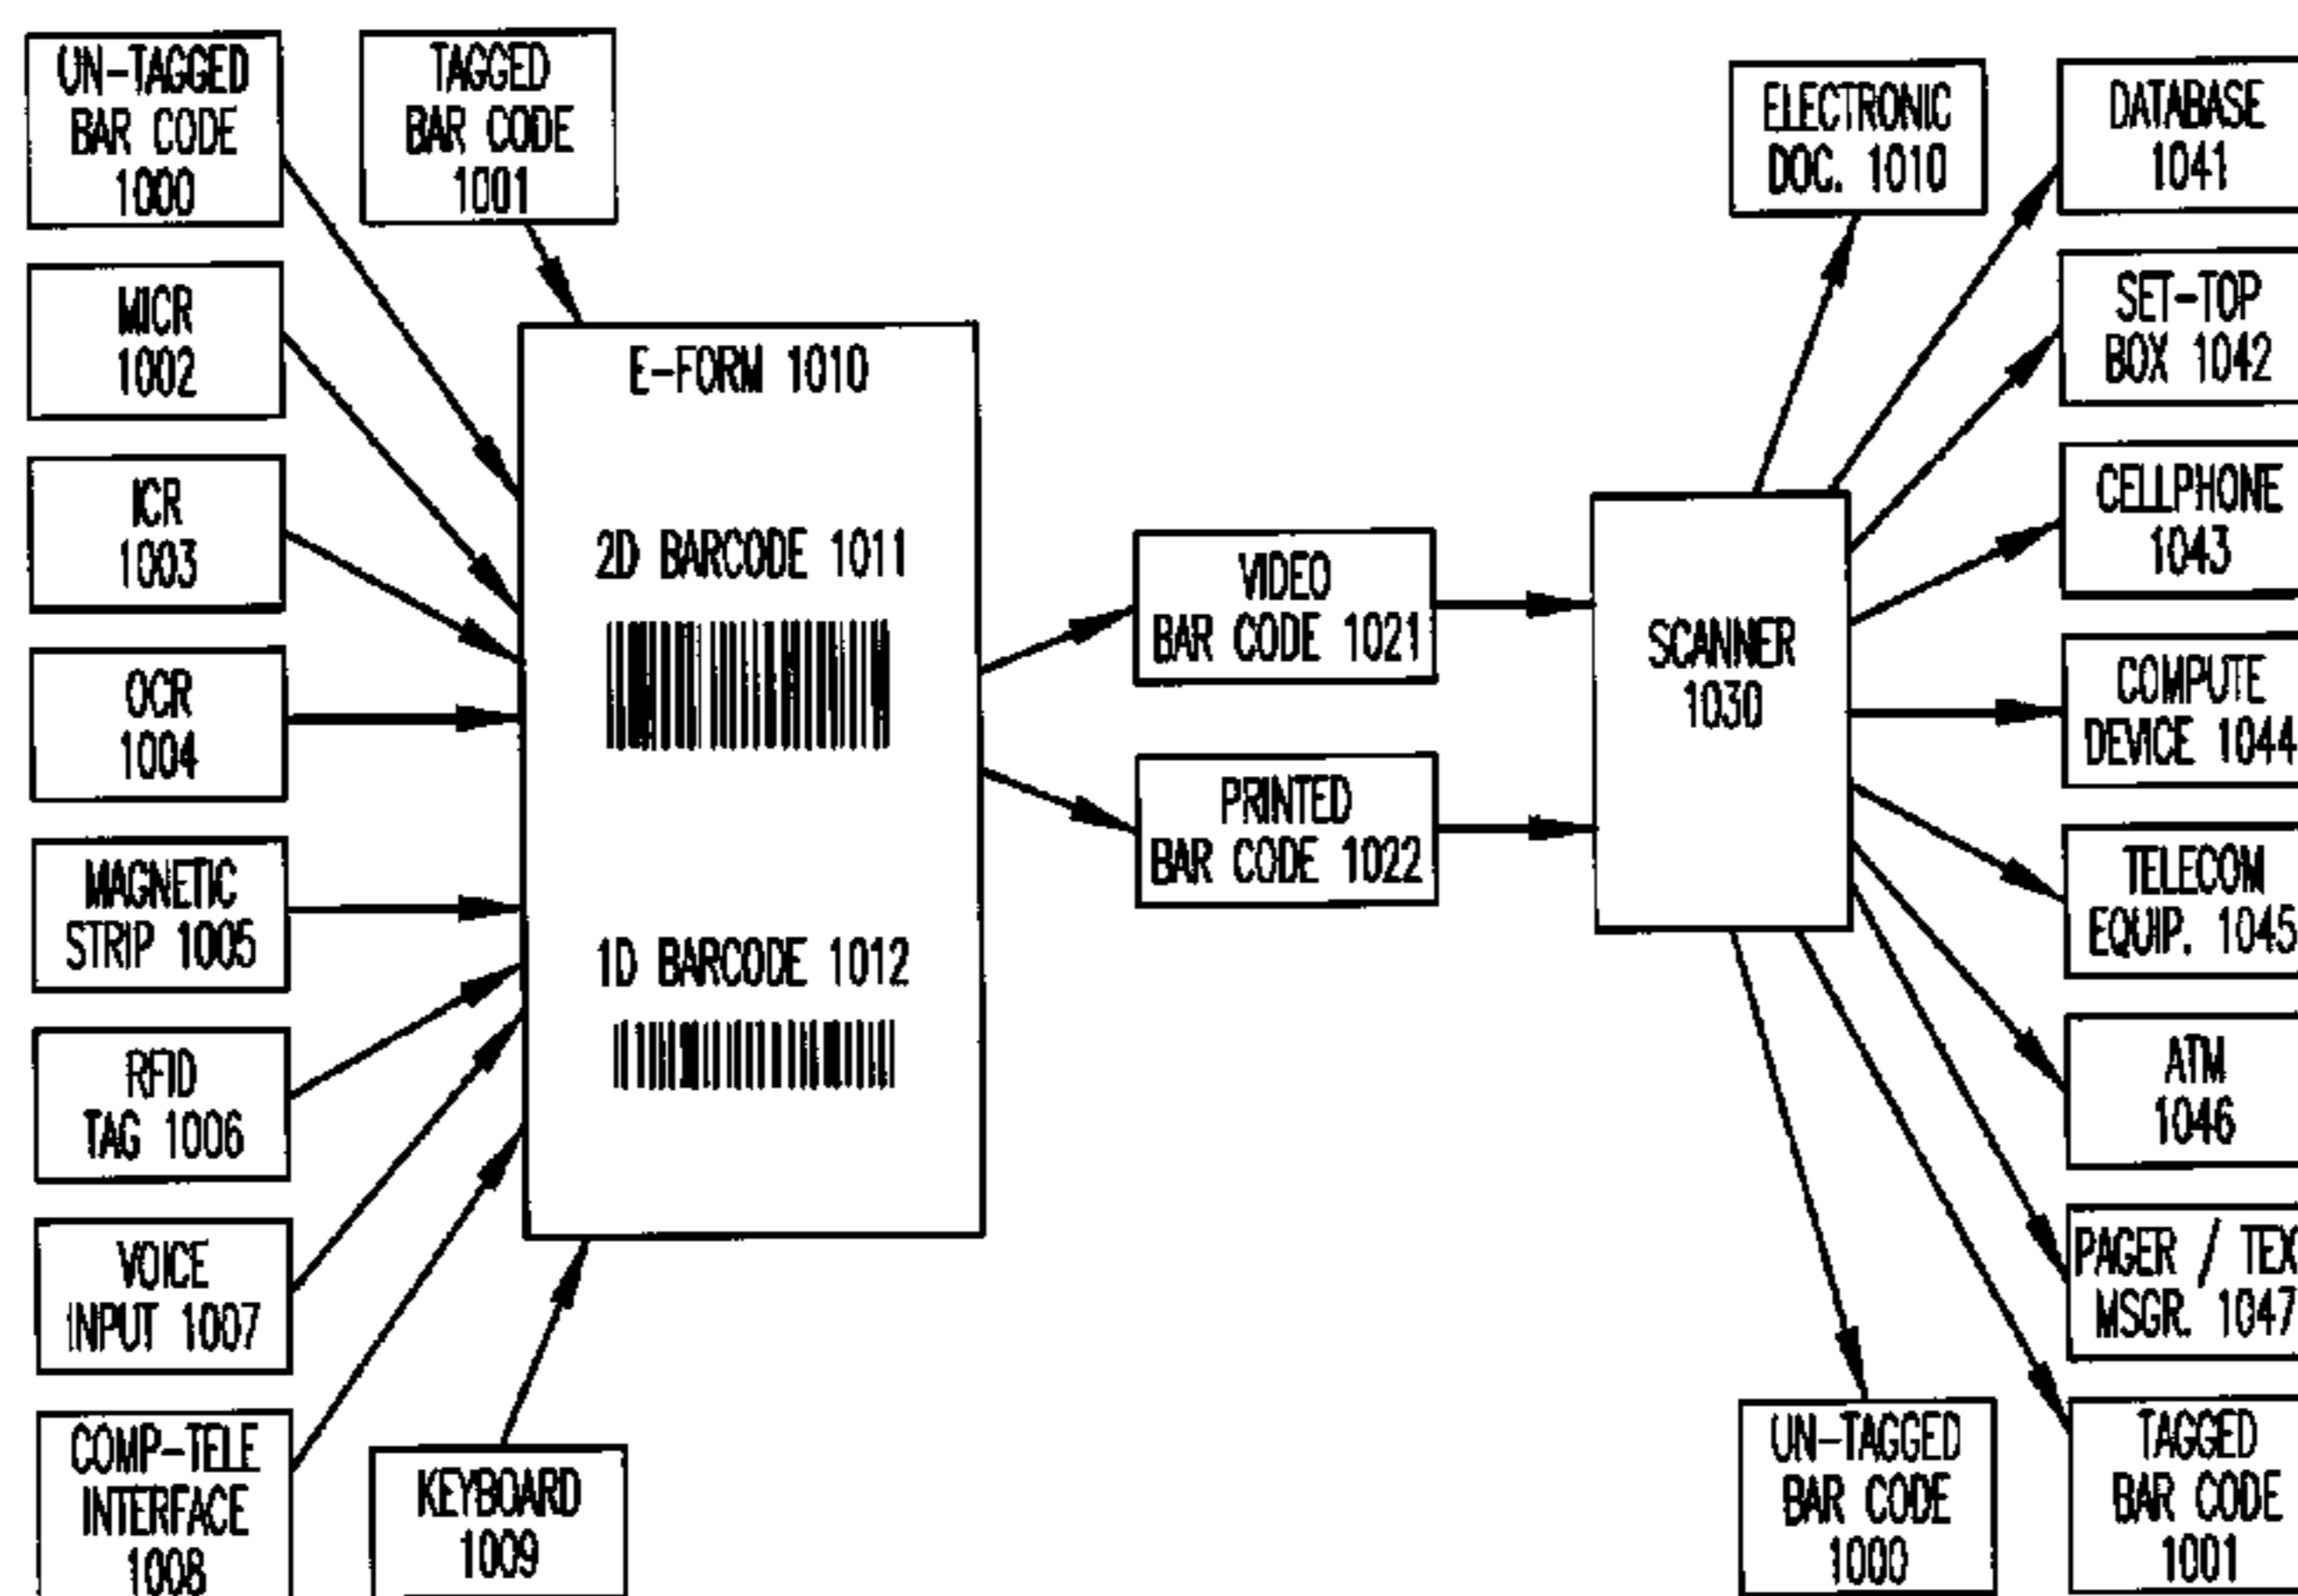 UN-TAGGED
BAR CODE
1000
TAGGED
BAR CODE
1001
MICR
1002
ICR
1003
OCR
1004
MAGNETIC
STRIP 1005
RFID
TAG 1006
VOICE
INPUT 1007
COMP-TELE
INTERFACE
1008
KEYBOARD
1009
E-FORM 1010
2D BARCODE 1011
1D BARCODE 1012
VIDEO
BAR CODE 1021
PRINTED
BAR CODE 1022
SCANNER
1030
ELECTRONIC
DOC. 1010
DATABASE
1041
SET-TOP
BOX 1042
CELLPHONE
1043
COMPUTE
DEVICE 1044
TELECOM
EQUIP. 1045
ATM
1046
PAGER / TEX
MSGR. 1047
UN-TAGGED
BAR CODE
1000
TAGGED
BAR CODE
1001